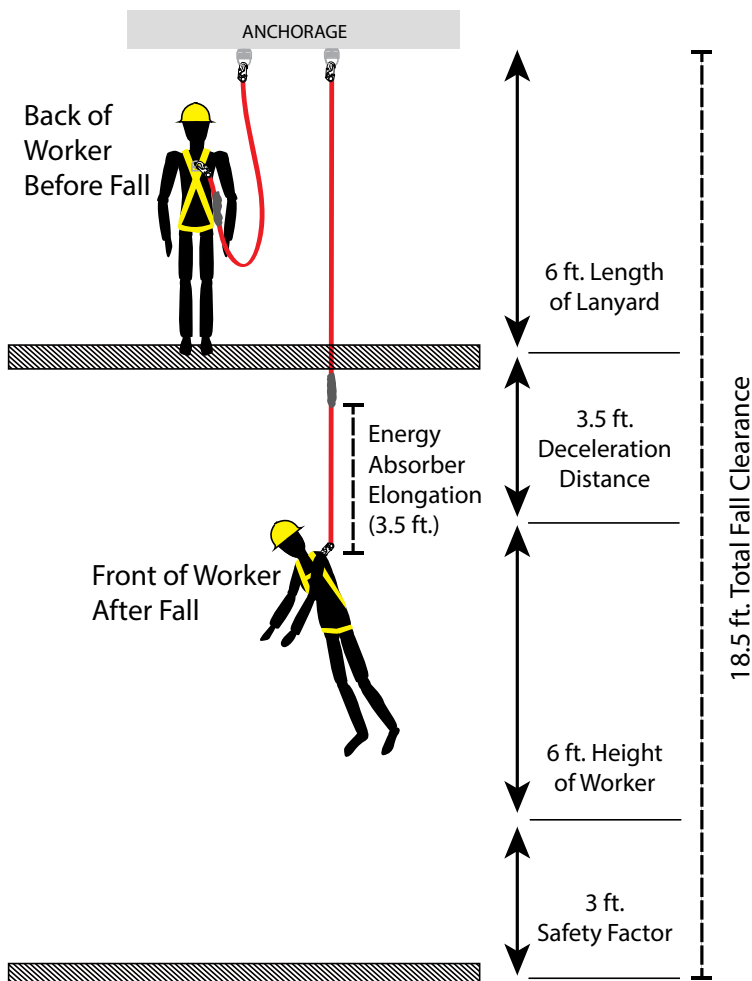 ANCHORAGE
Back of
Worker
Before Fall
6 ft. Length
of Lanyard
3.5 ft.
Deceleration
Distance
Energy
Absorber
Elongation
(3.5 ft.)
Front of Worker
After Fall
6 ft. Height
of Worker
3 ft.
Safety Factor
18.5 ft. Total Fall Clearance